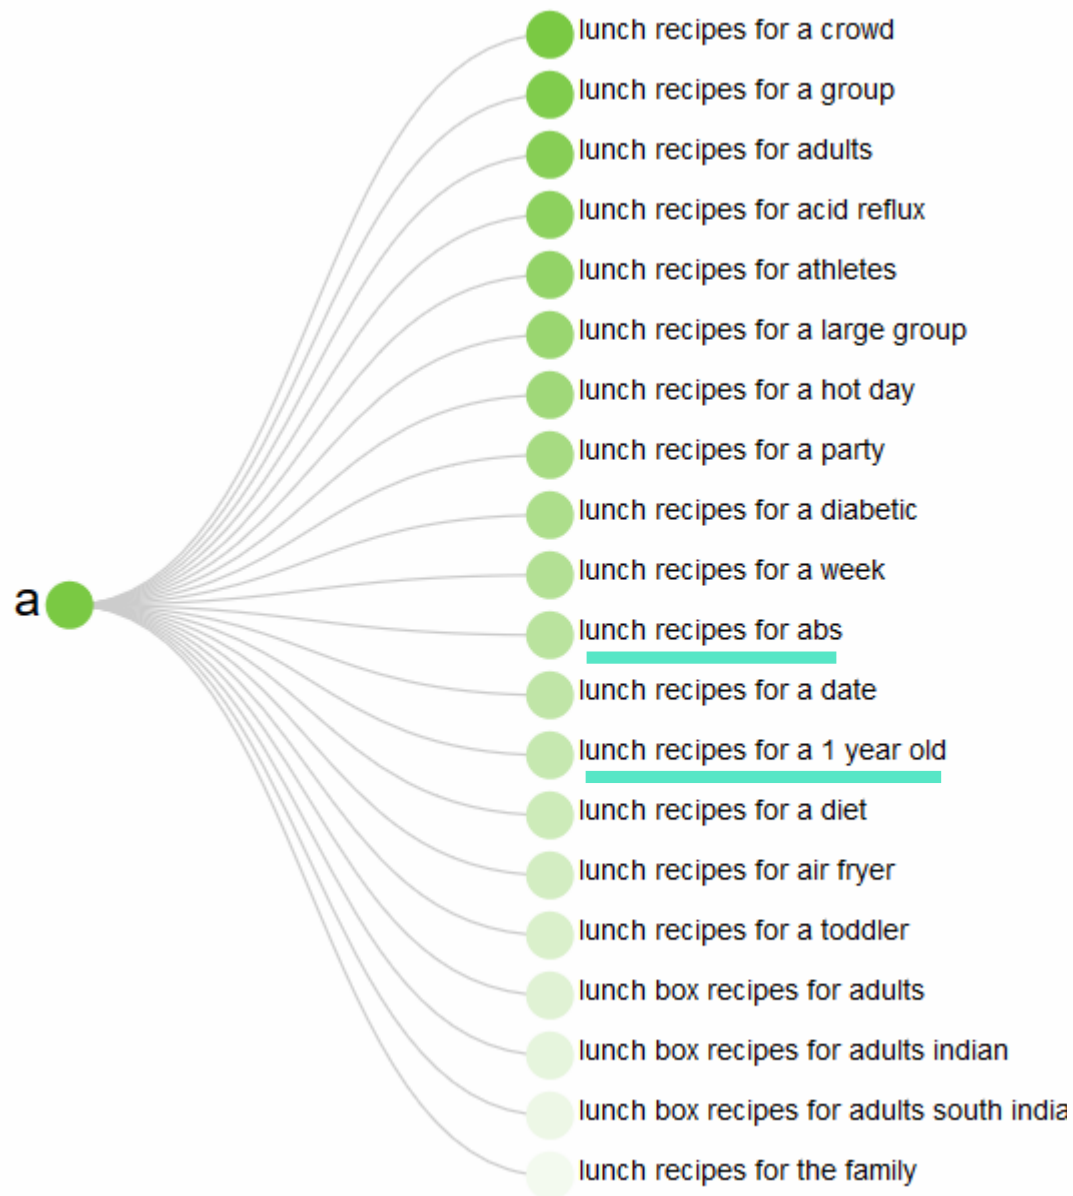 lunch recipes for a crowd
lunch recipes for a group
lunch recipes for adults
lunch recipes for acid reflux
lunch recipes for athletes
lunch recipes for a large group
lunch recipes for a hot day
lunch recipes for a party
lunch recipes for a diabetic
lunch recipes for a week
a
lunch recipes for abs
lunch recipes for a date
lunch recipes for a 1 year old
lunch recipes for a diet
lunch recipes for air fryer
lunch recipes for a toddler
lunch box recipes for adults
lunch box recipes for adults indian
lunch box recipes for adults south india
lunch recipes for the family